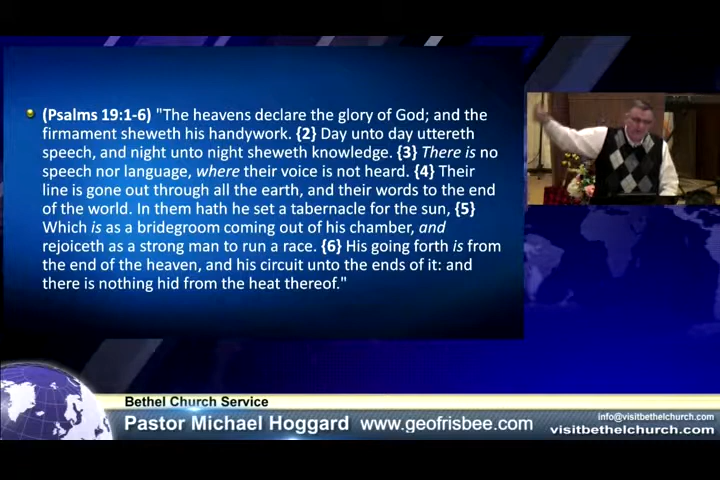 (Psalms 19:1-6) "The heavens declare the glory of God; and the
firmament sheweth his handywork. {2} Day unto day uttereth
speech, and night unto night sheweth knowledge. {3} There is no
speech nor language, where their voice is not heard. {4} Their
line is gone out through all the earth, and their words to the end
of the world. In them hath he set a tabernacle for the sun, {5}
Which is as a bridegroom coming out of his chamber, and
rejoiceth as a strong man to run a race. {6} His going forth is from
the end of the heaven, and his circuit unto the ends of it: and
there is nothing hid from the heat thereof."
Bethel Church Service
Pastor Michael Hoggard www.geofrisbee.com
info@visitbethelchurch.com
visitbethelchurch.com